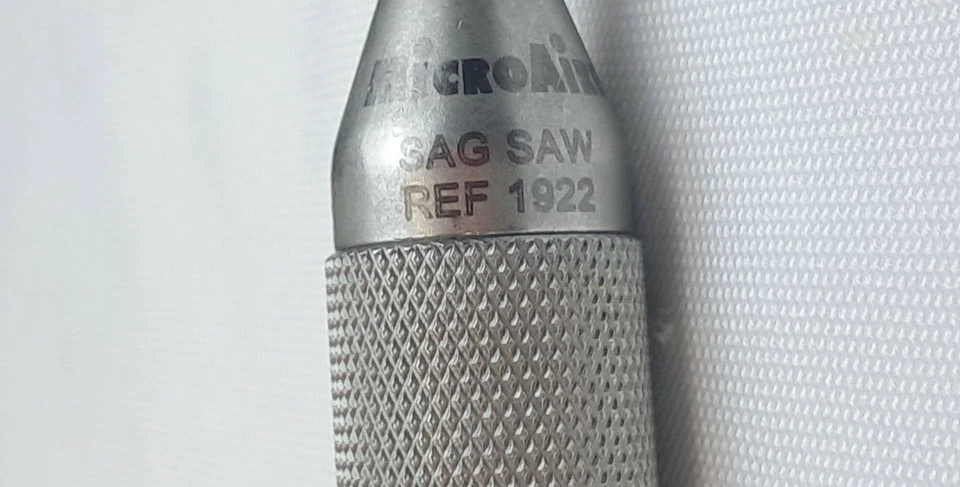 MicroAir
SAG SAW
REF 1922